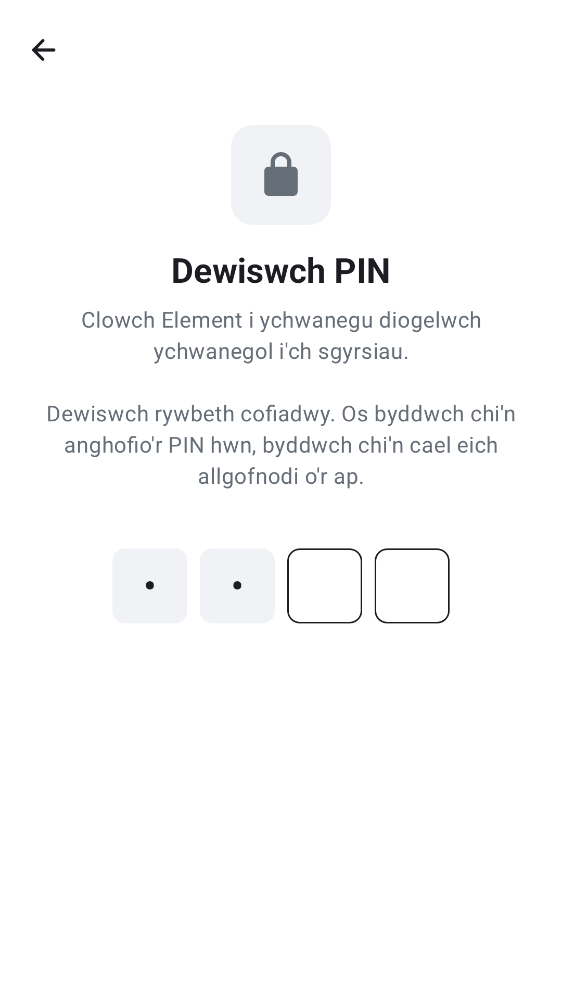 Dewiswch PIN
Clowch Element i ychwanegu diogelwch
ychwanegol i'ch sgyrsiau.
Dewiswch rywbeth cofiadwy. Os byddwch chi'n
anghofio'r PIN hwn, byddwch chi'n cael eich
allgofnodi o'r ap.